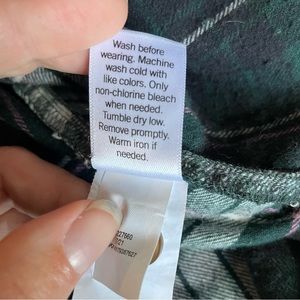 Wash before
wearing. Machine
wash cold with
like colors. Only
non-chlorine bleach
when needed.
Tumble dry low.
Remove promptly.
Warm iron if
needed.